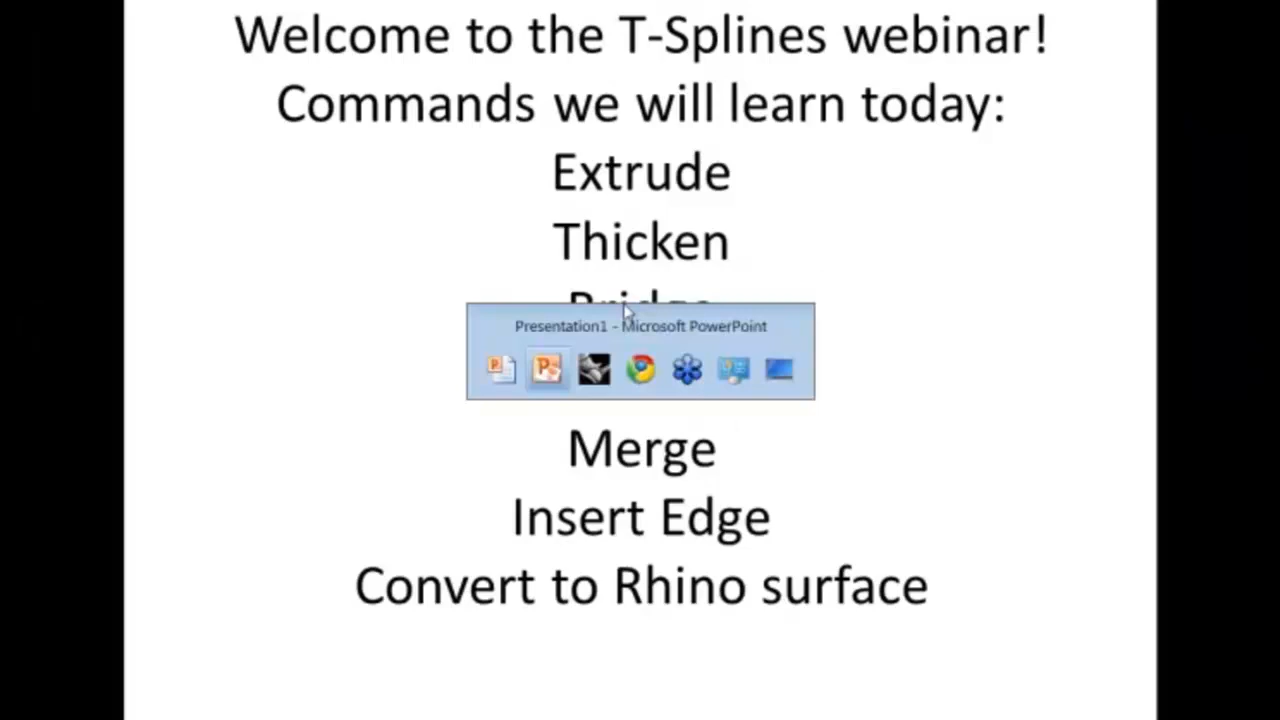 Welcome to the T-Splines webinar!
Commands we will learn today:
Extrude
Thicken
Bridge
Presentation1 - Microsoft PowerPoint
Merge
Insert Edge
Convert to Rhino surface